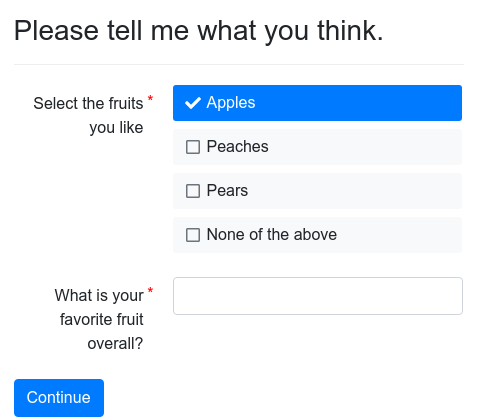 Please tell me what you think.
Select the fruits *
you like
Apples
Peaches
Pears
None of the above
What is your *
favorite fruit
overall?
Continue